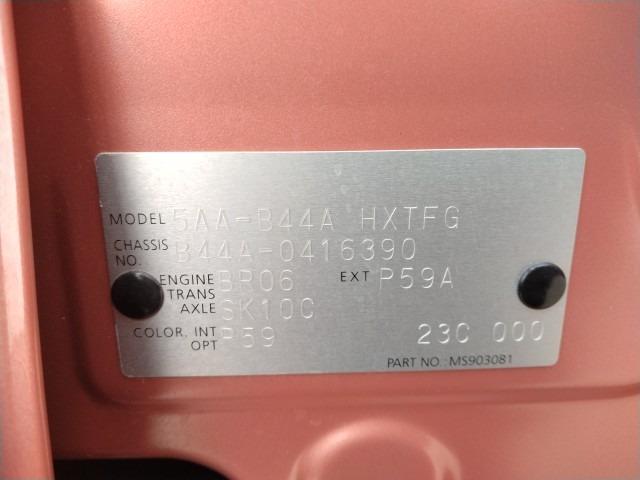 MODEL 5AA-B44A HXTFG
CHASSIS NO. B44A-0416390
ENGINE BR06 EXT P59A
TRANS AXLE SK10C
COLOR. INT OPT P59 23C 000
PART NO.: MS903081